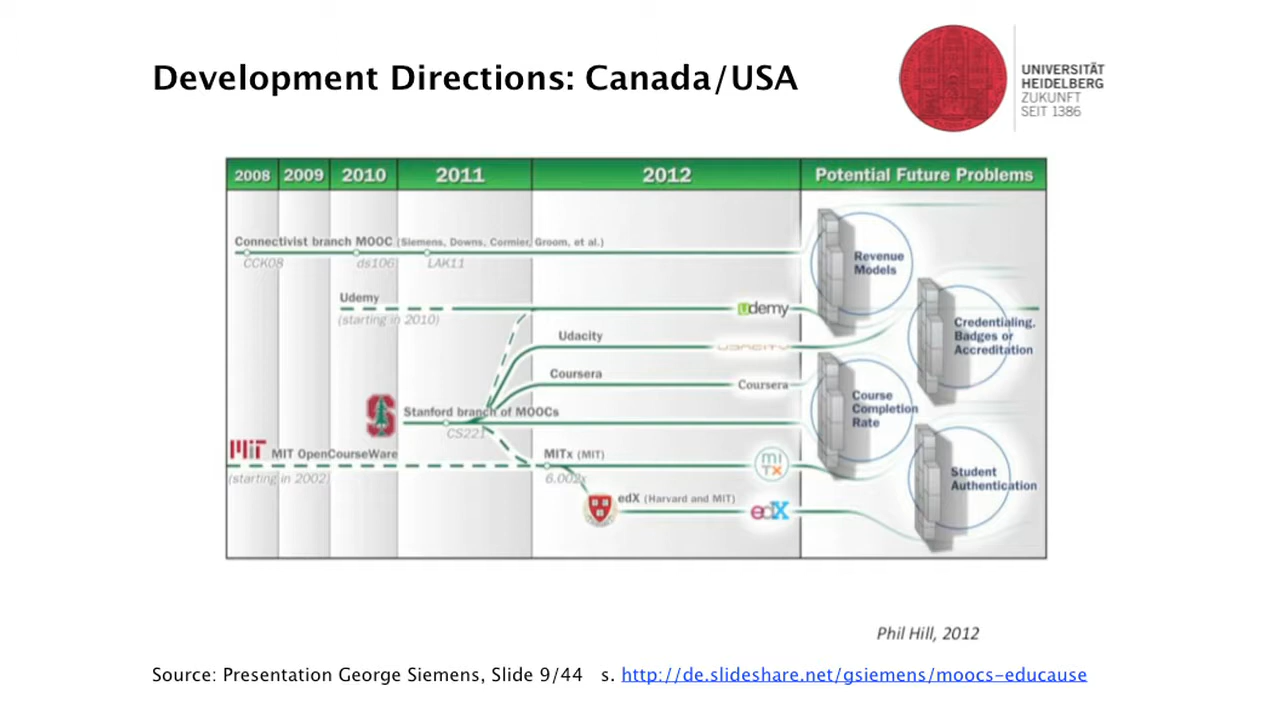 Development Directions: Canada/USA
UNIVERSITÄT
HEIDELBERG
ZUKUNFT
SEIT 1386
2008 2009 2010 2011 2012 Potential Future Problems
Connectivist branch MOOC (Siemens, Downs, Cormier, Groom, et al.)
CCK08 ds106 LAK11
Revenue
Models
Udemy
(starting in 2010)
udemy
Credentialing,
Badges or
Accreditation
Udacity
UDACITY
Coursera
Coursera
Course
Completion
Rate
Stanford branch of MOOCs
CS221
MIT MIT OpenCourseWare
(starting in 2002)
MITx (MIT)
6.002x
MITX
Student
Authentication
edX (Harvard and MIT)
edX
Phil Hill, 2012
Source: Presentation George Siemens, Slide 9/44 s. http://de.slideshare.net/gsiemens/moocs-educause